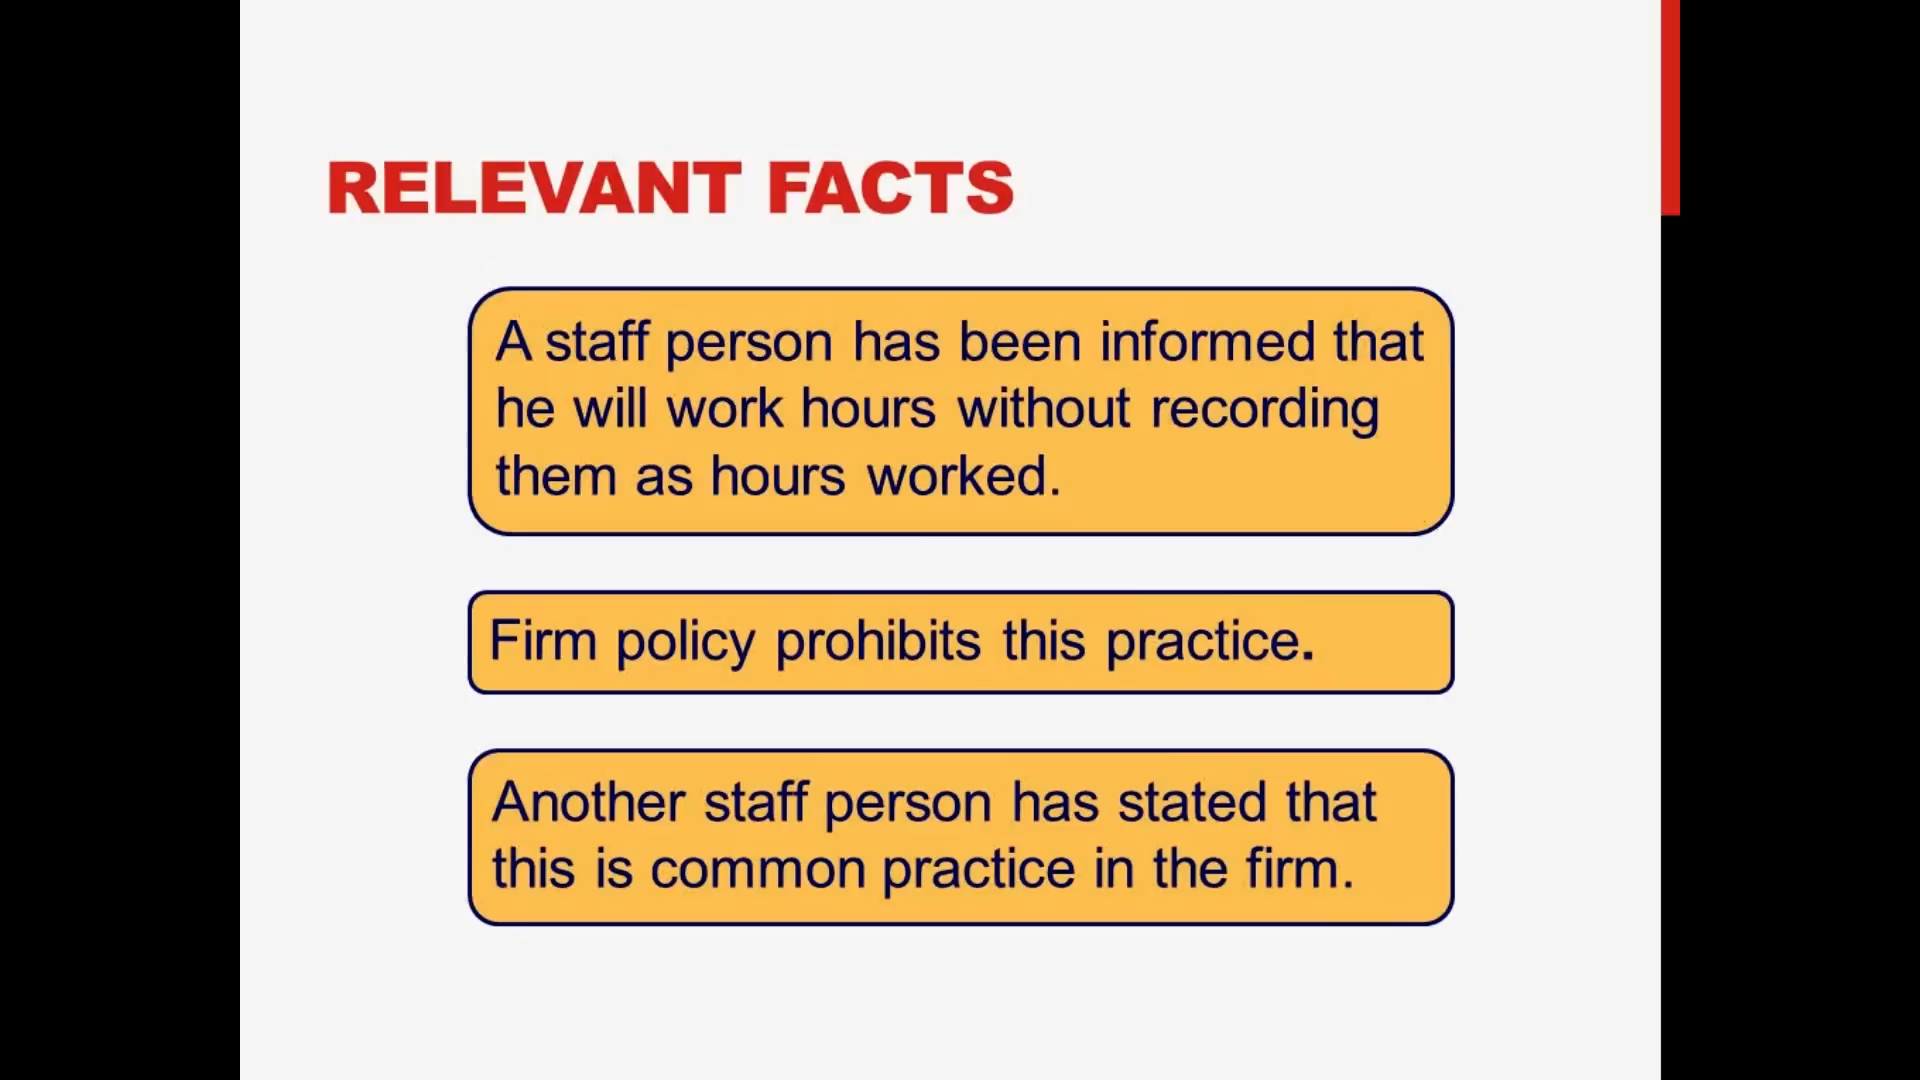 RELEVANT FACTS
A staff person has been informed that
he will work hours without recording
them as hours worked.
Firm policy prohibits this practice.
Another staff person has stated that
this is common practice in the firm.